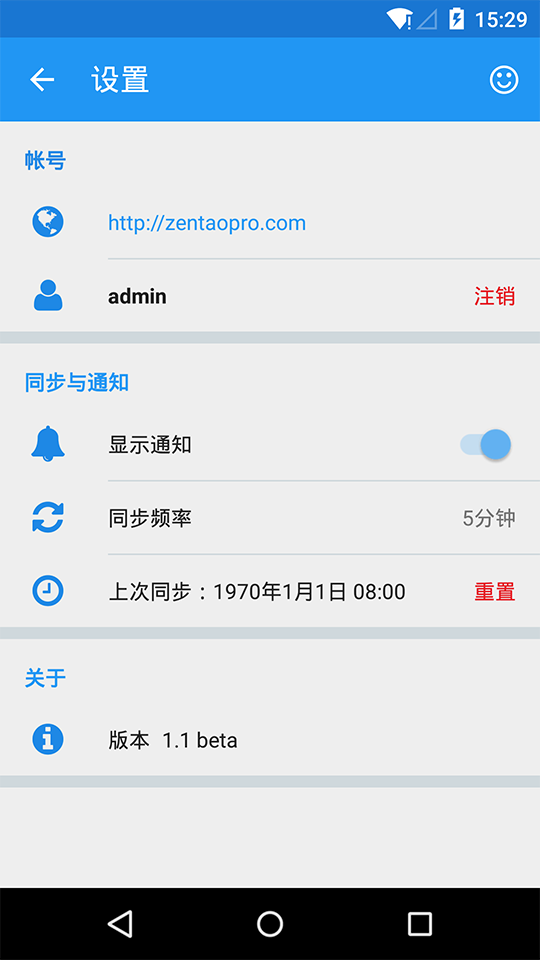 15:29
设置
帐号
http://zentaopro.com
admin 注销
同步与通知
显示通知
同步频率 5分钟
上次同步：1970年1月1日 08:00 重置
关于
版本 1.1 beta